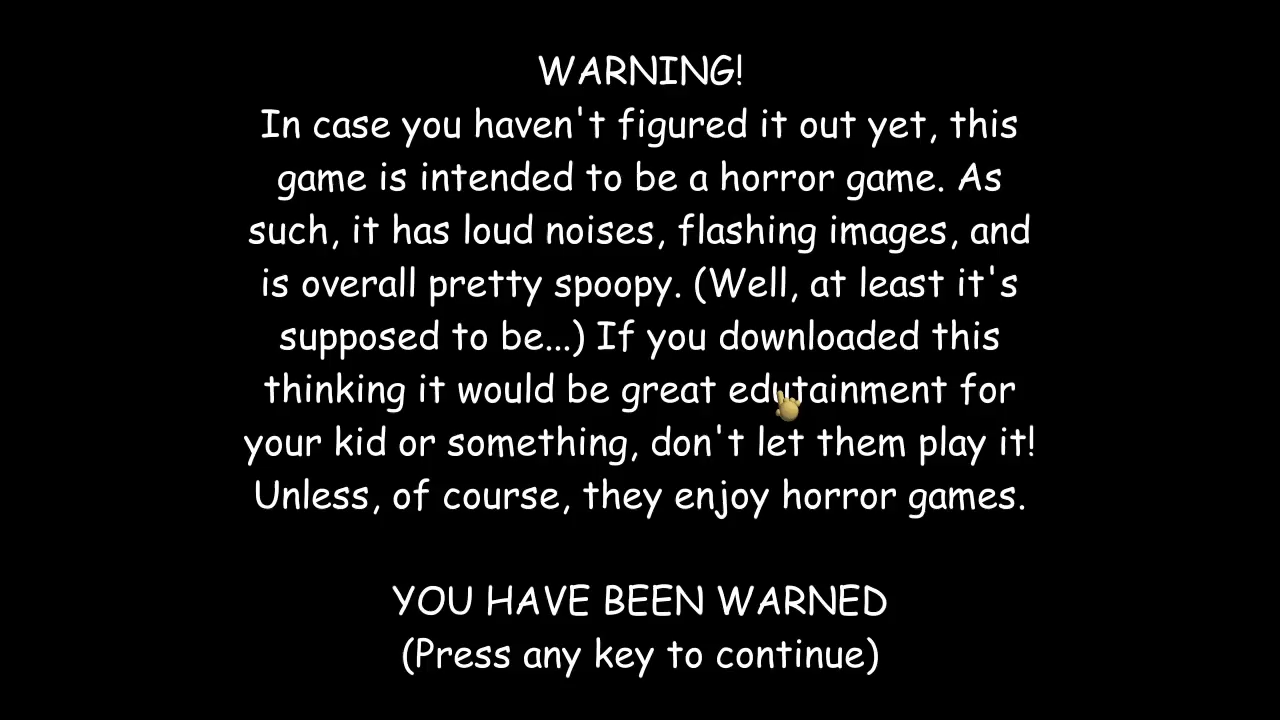 WARNING!
In case you haven't figured it out yet, this
game is intended to be a horror game. As
such, it has loud noises, flashing images, and
is overall pretty spoopy. (Well, at least it's
supposed to be...) If you downloaded this
thinking it would be great edutainment for
your kid or something, don't let them play it!
Unless, of course, they enjoy horror games.
YOU HAVE BEEN WARNED
(Press any key to continue)